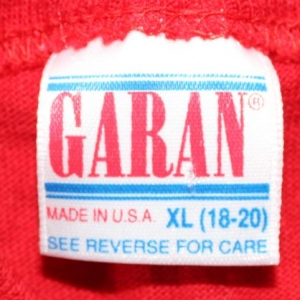 GARAN®
MADE IN U.S.A. XL (18-20)
SEE REVERSE FOR CARE